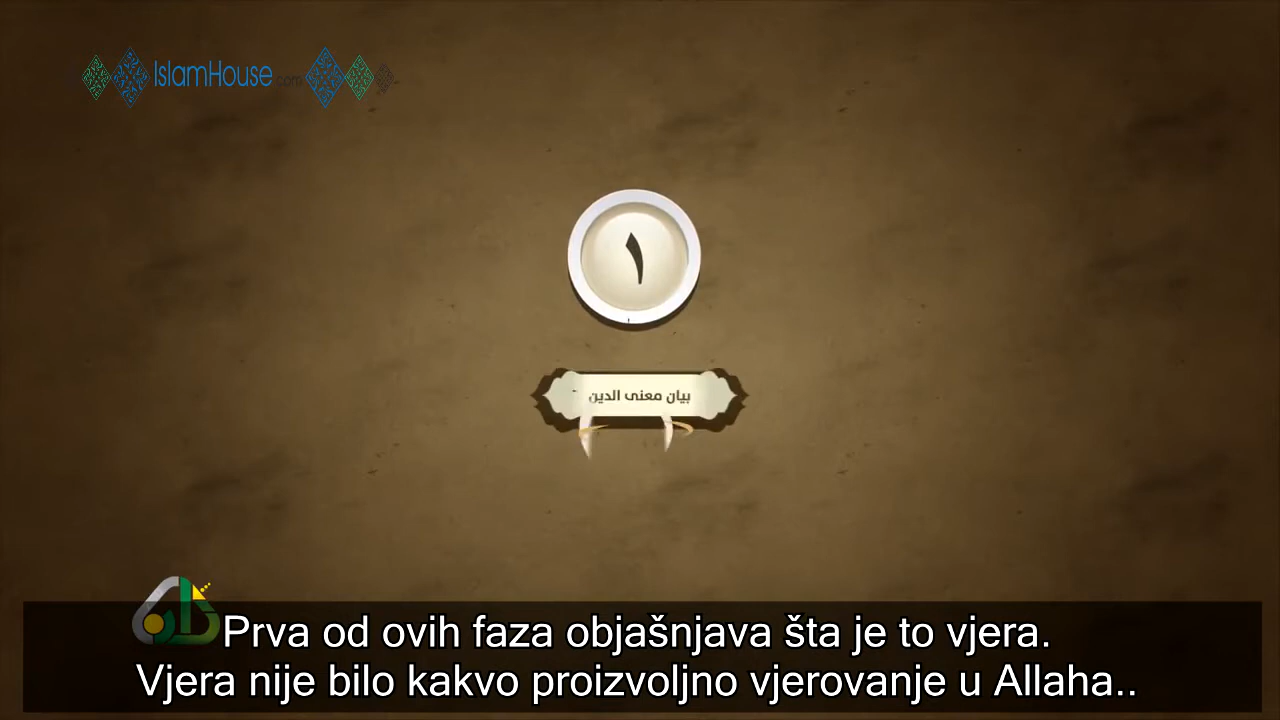 IslamHouse.com
١
بيان معنى الدين
Prva od ovih faza objašnjava šta je to vjera.
Vjera nije bilo kakvo proizvoljno vjerovanje u Allaha..